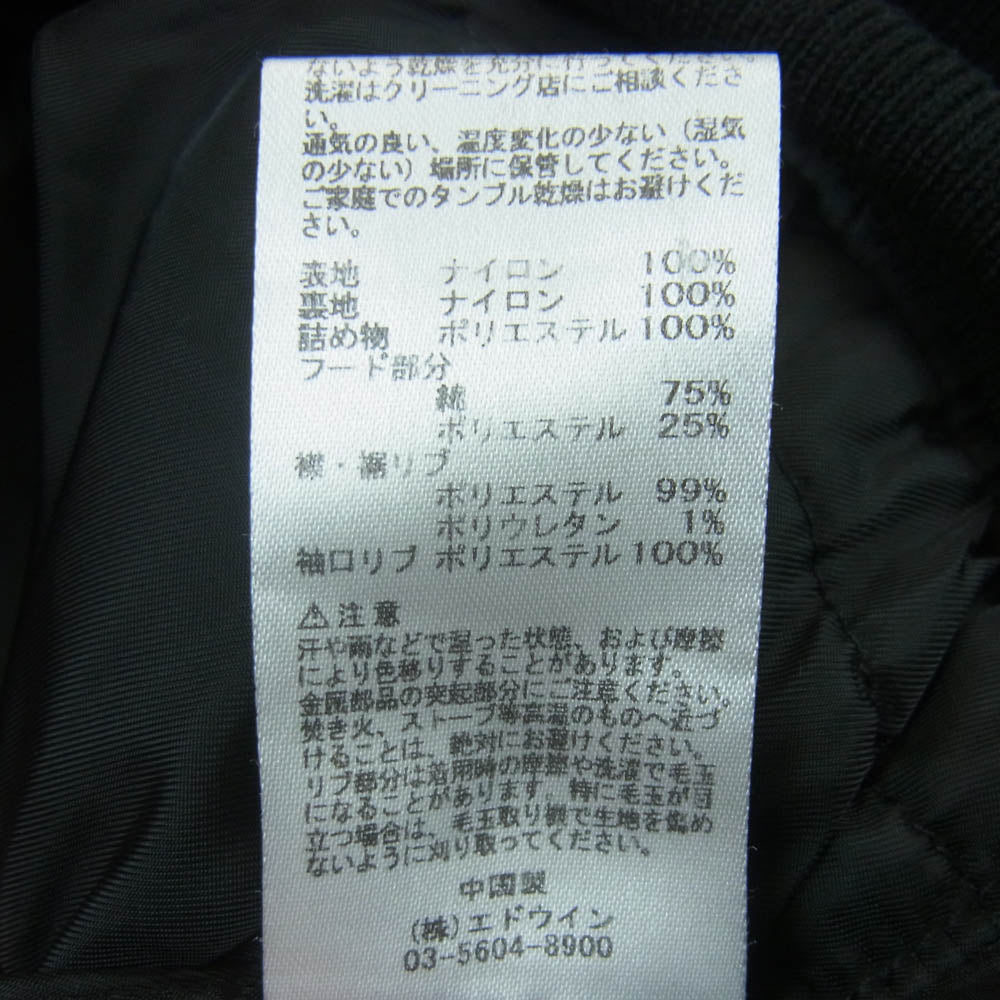 ないよう乾燥を充分に行ってください。
洗濯はクリーニング店にご相談くださ
い。
通気の良い、温度変化の少ない（湿気
の少ない）場所に保管してください。
ご家庭でのタンブル乾燥はお避けくだ
さい。
表地 ナイロン 100%
裏地 ナイロン 100%
詰め物 ポリエステル 100%
フード部分
綿 75%
ポリエステル 25%
襟・裾リブ
ポリエステル 99%
ポリウレタン 1%
袖口リブ ポリエステル 100%
⚠注意
汗や雨などで湿った状態、および摩擦
により色移りすることがあります。
金属部品の突起部分にご注意ください。
焚き火、ストーブ等高温のものへ近づ
けることは、絶対にお避けください。
リブ部分は着用時の摩擦や洗濯で毛玉
になることがあります。特に毛玉が目
立つ場合は、毛玉取り機で生地を傷め
ないように刈り取ってください。
中国製
(株)エドウイン
03-5604-8900